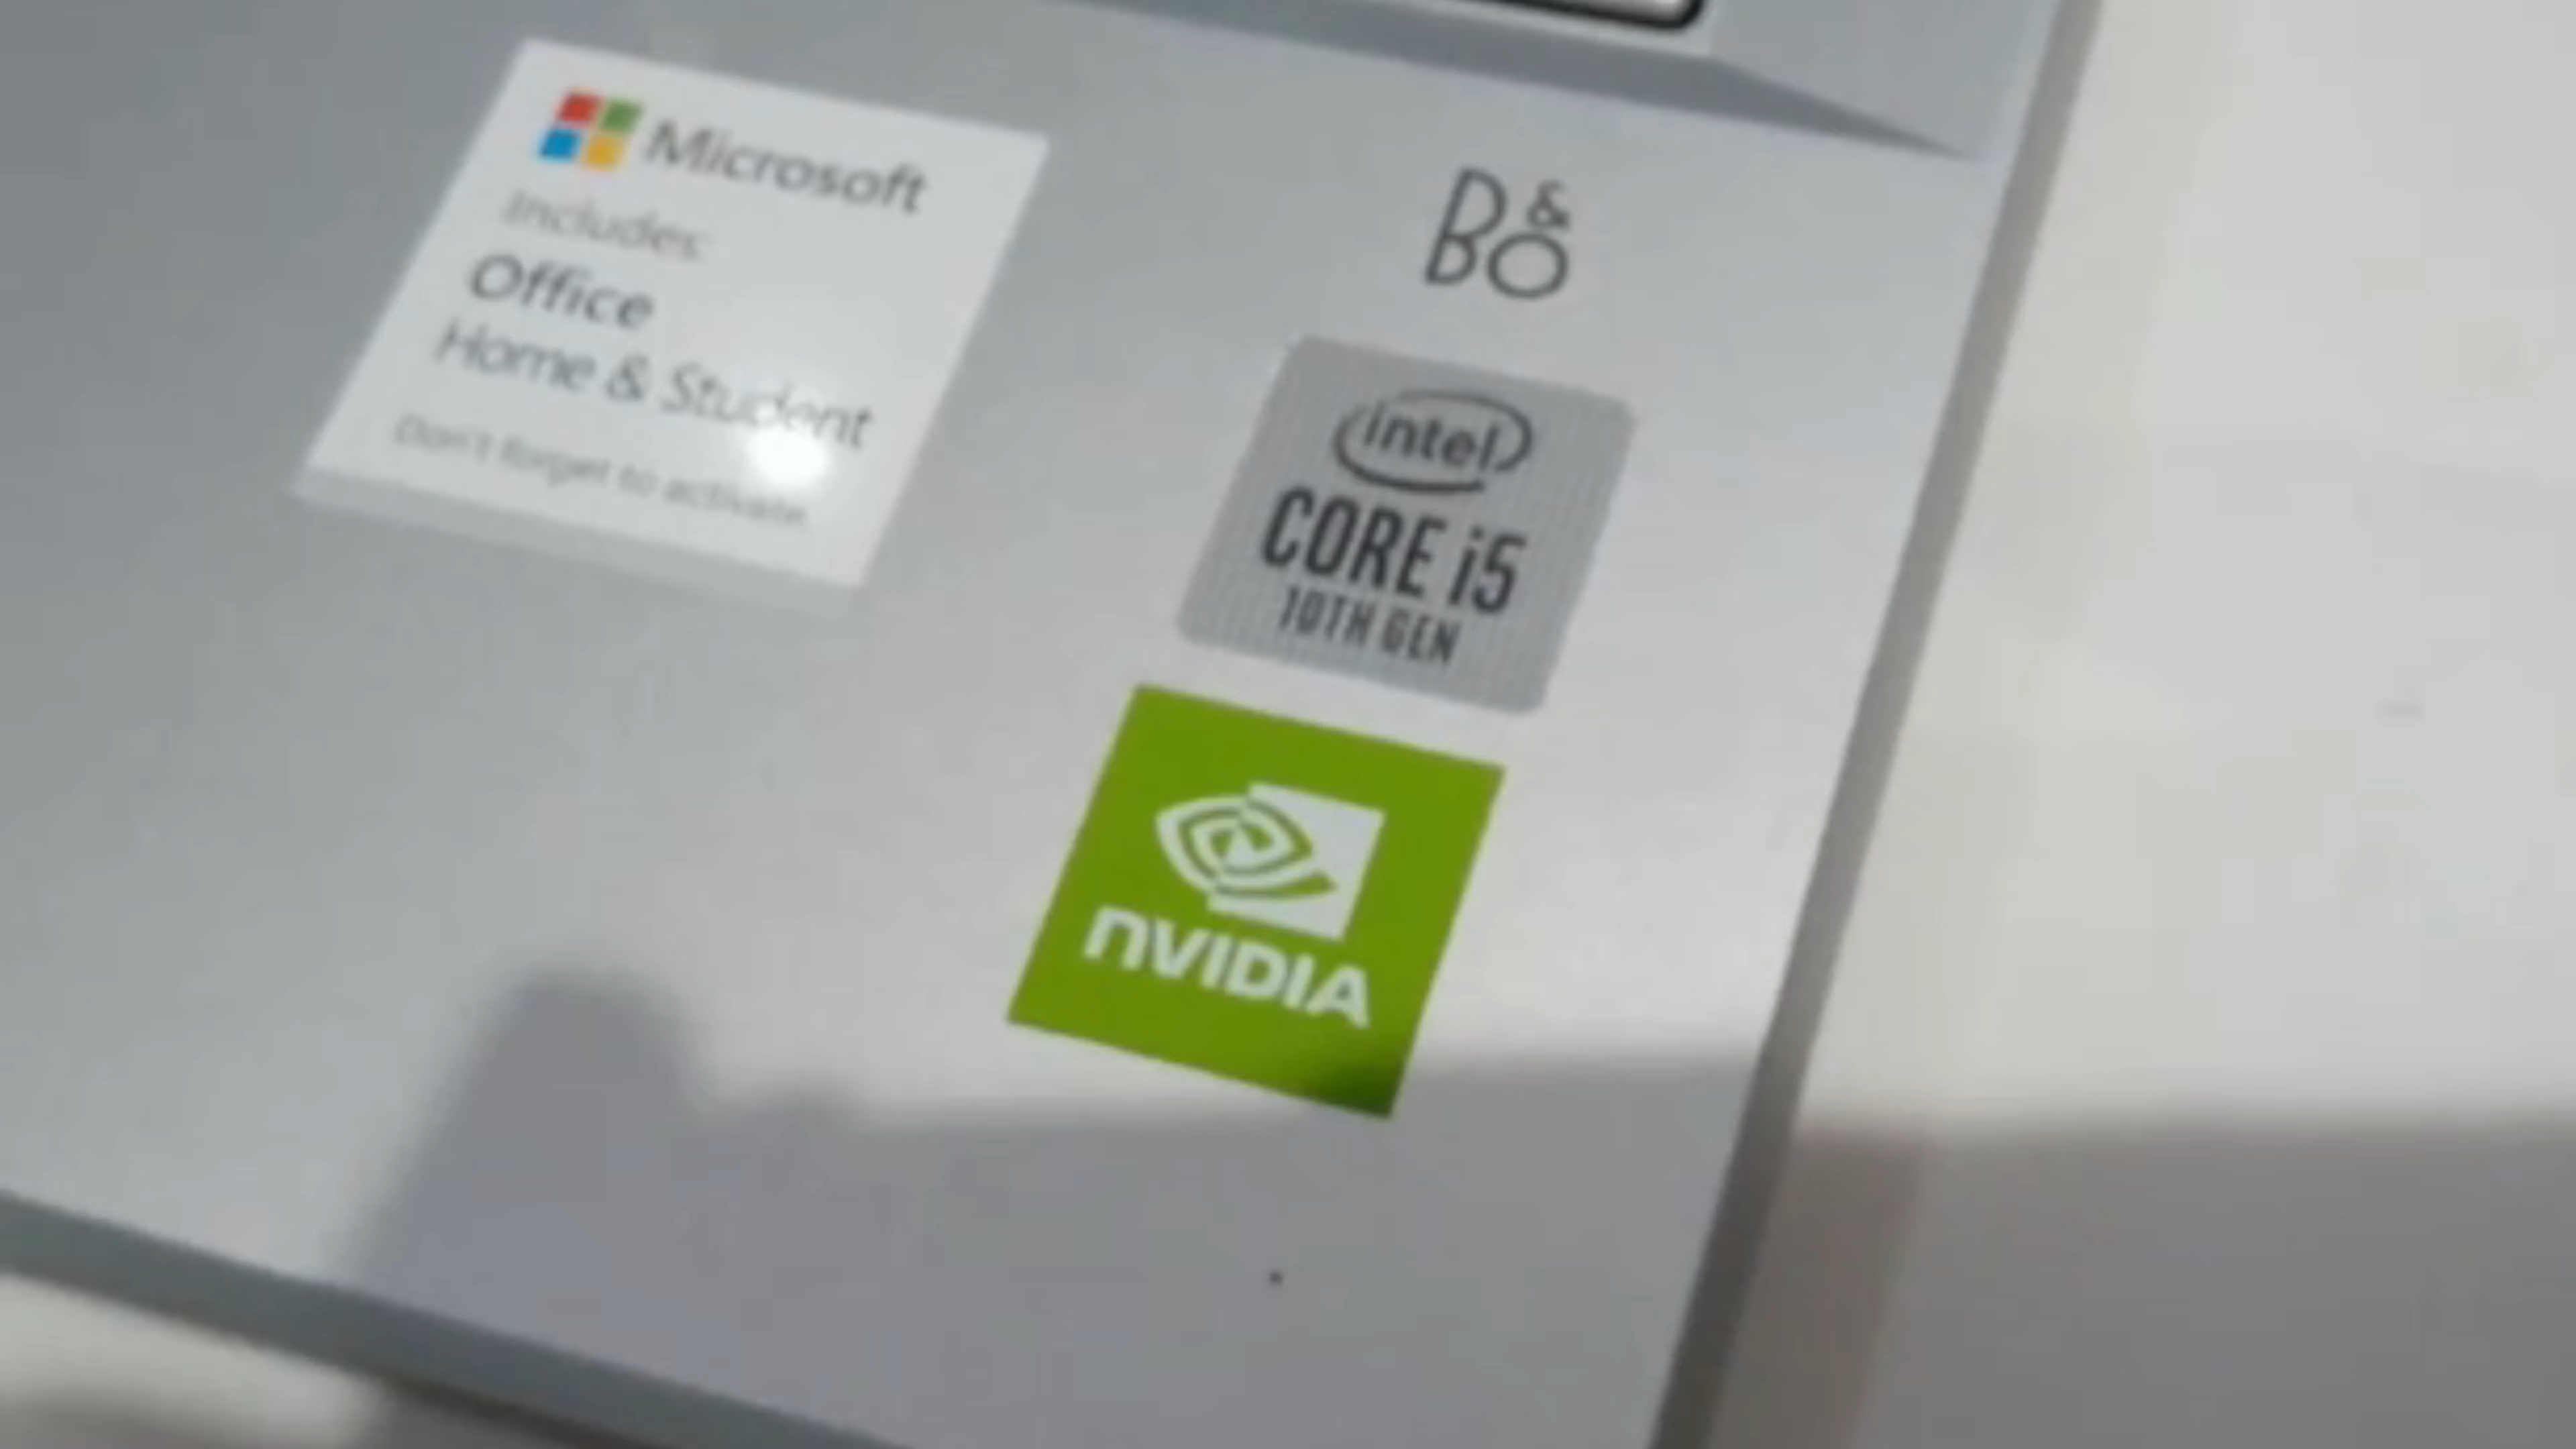 Microsoft
Includes:
Office
Home & Student
Don't forget to activate.
B&O
intel
CORE i5
10TH GEN
NVIDIA